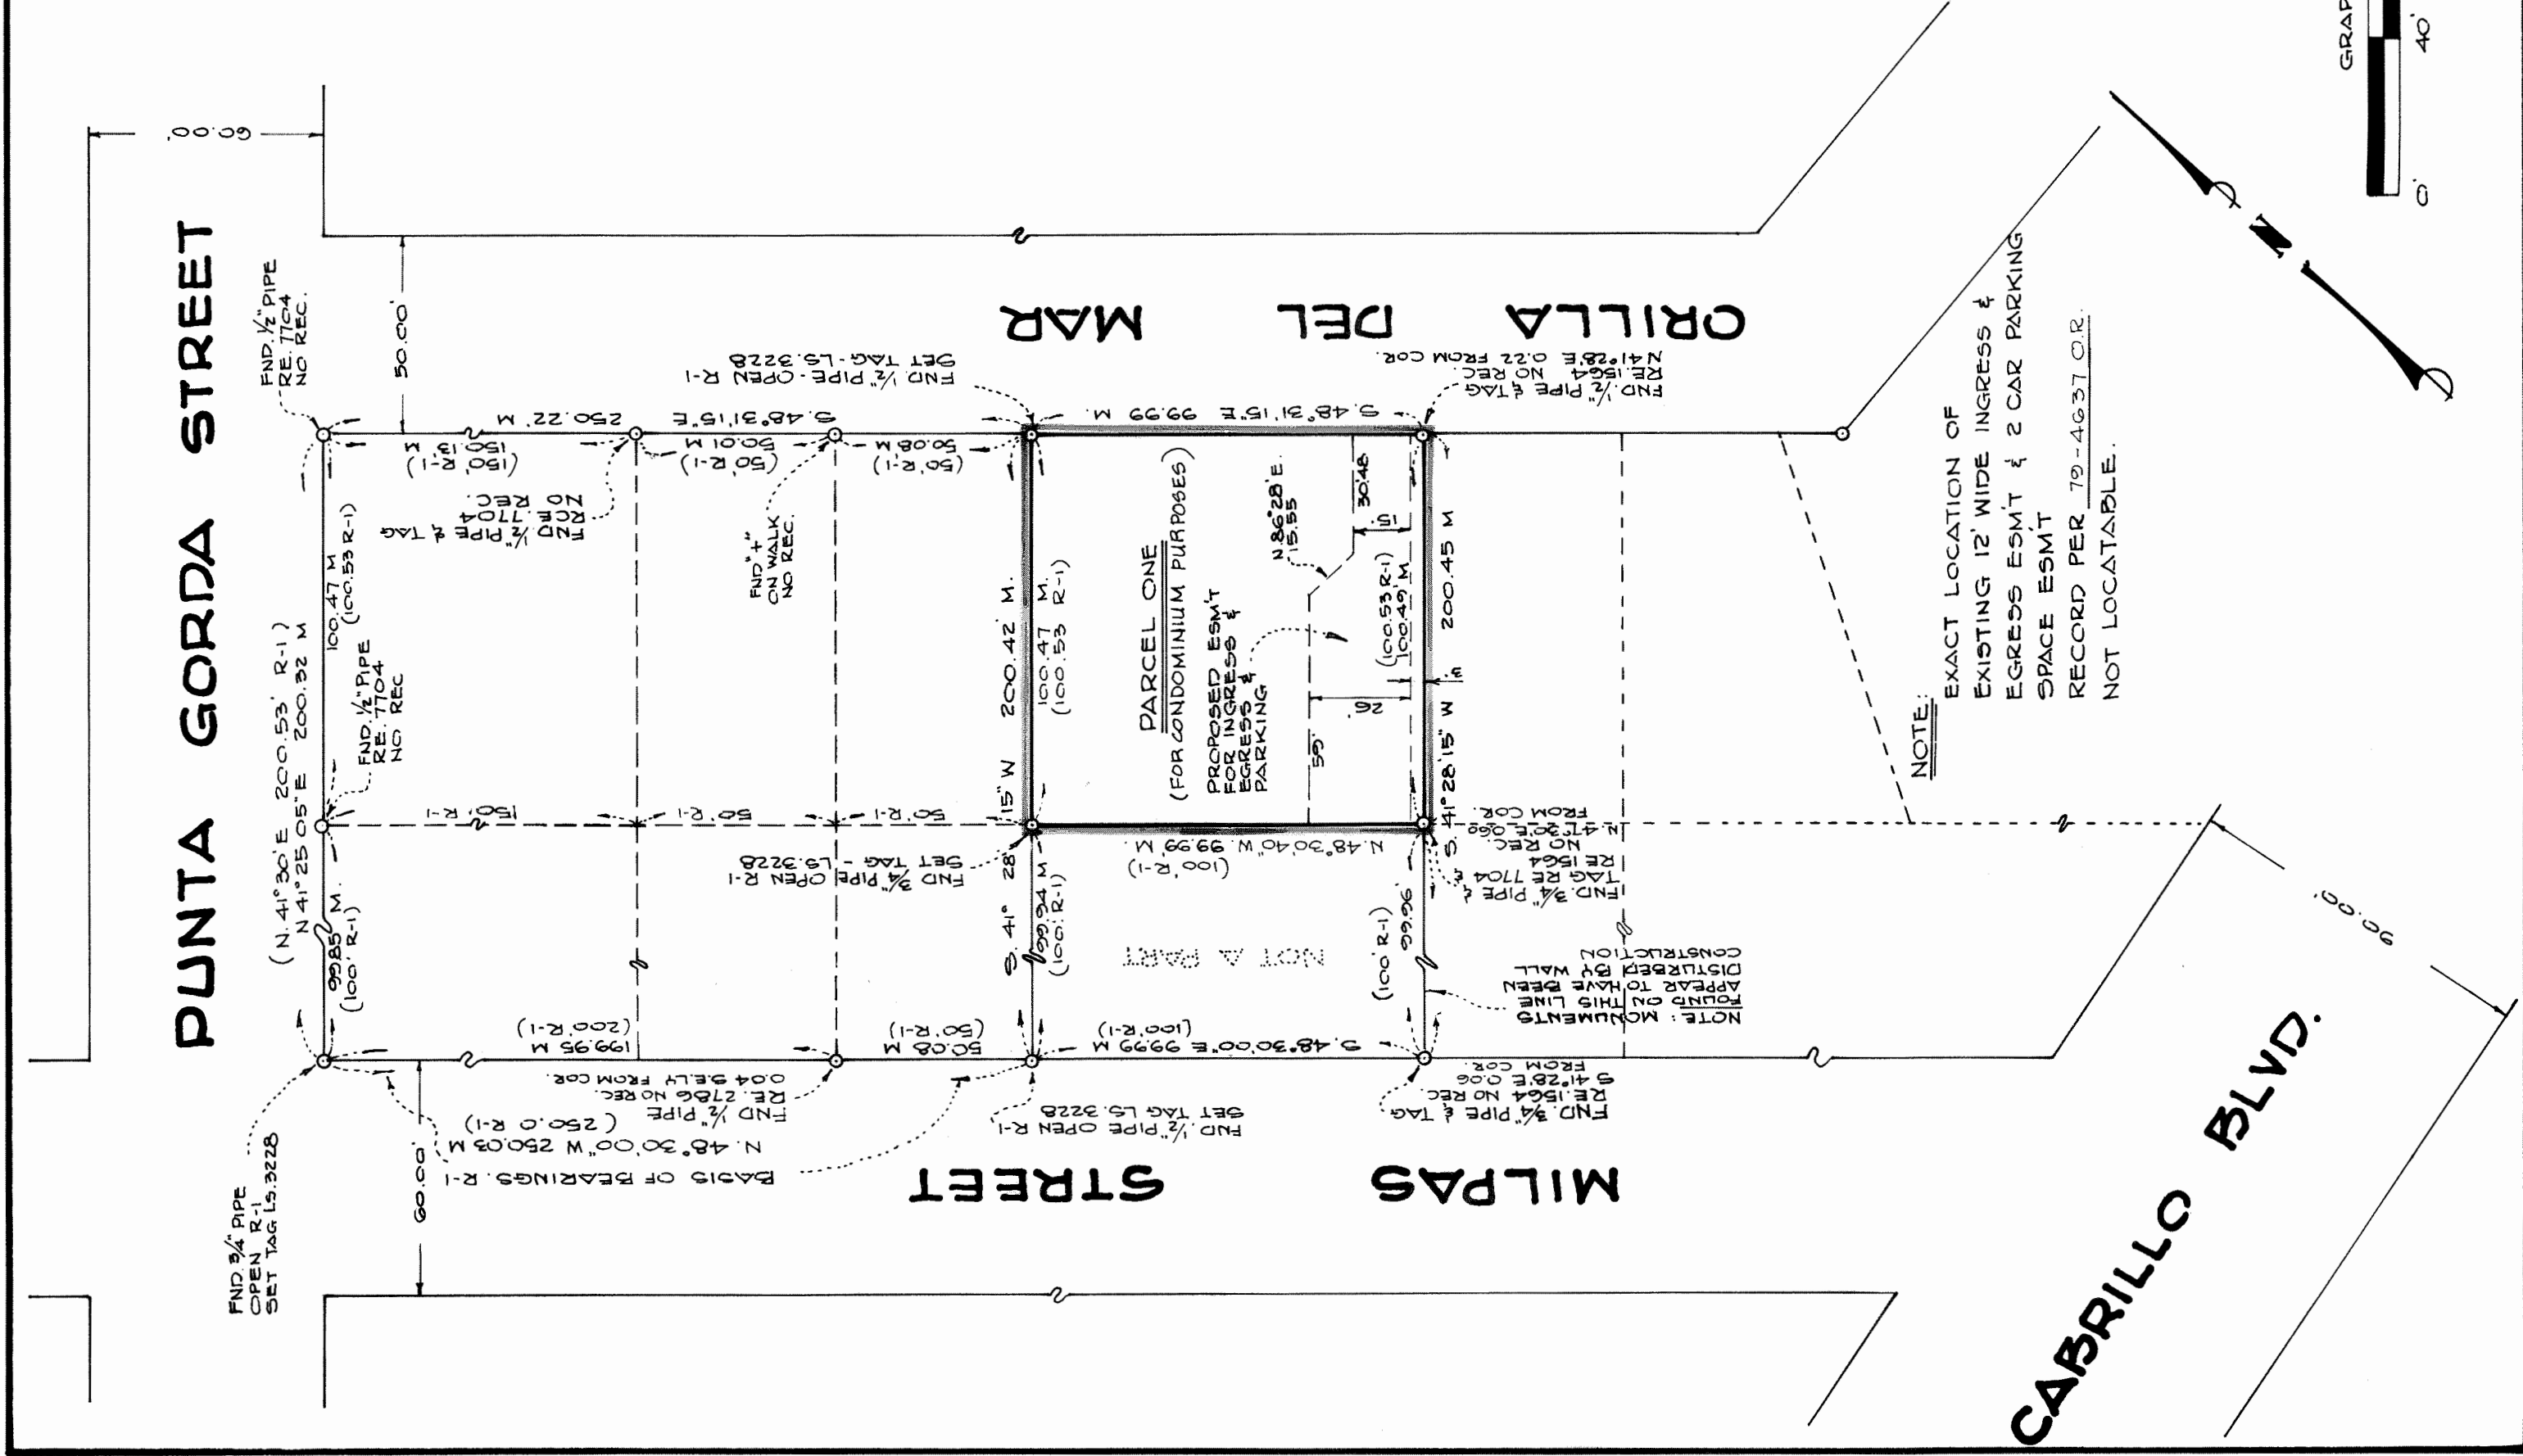 PUNTA GORDA STREET
60.00'
FND. 1/2" PIPE
RE. 7704
NO REC.
50.00'
ORILLA DEL MAR
FND. 1/2" PIPE - OPEN R-1
SET TAG - LS. 3228
FND. 1/2" PIPE & TAG
RE. 1564 NO REC.
N 41°28' E 0.22 FROM COR.
S. 48°31'15" E 250.22' M
150.13' M
(150' R-1)
50.01 M
(50' R-1)
50.08 M
(50' R-1)
S. 48°31'15" E 99.99 M.
FND. 1/2" PIPE & TAG
RCE. 7704
NO REC.
FND "+"
ON WALK
NO REC.
(N. 41°30' E 200.53' R-1)
N 41°25'05" E 200.32 M
100.47 M
(100.53 R-1)
FND. 1/2" PIPE
RE. 7704
NO REC
99.85 M.
(100' R-1)
S. 41° 28' 15" W 200.42' M.
100.47 M.
(100.53 R-1)
99.94 M
(100' R-1)
PARCEL ONE
(FOR CONDOMINIUM PURPOSES)
PROPOSED ESM'T
FOR INGRESS &
EGRESS &
PARKING
N. 86°28' E.
15.55
30.48
15'
26'
59'
3'
(100.53 R-1)
100.49' M
S. 41°28'15" W 200.45 M
150' R-1
50' R-1
50' R-1
FND 3/4" PIPE OPEN R-1
SET TAG - LS. 3228
N. 48°30'40" W. 99.99' M.
(100' R-1)
FND. 3/4" PIPE &
TAG RE 7704 &
RE 1564
NO REC.
N. 47°30' E 0.60
FROM COR.
NOT A PART
(100' R-1)
99.96'
NOTE: MONUMENTS
FOUND ON THIS LINE
APPEAR TO HAVE BEEN
DISTURBED BY WALL
CONSTRUCTION
199.95 M
(200' R-1)
50.08 M
(50' R-1)
S. 48°30'00" E 99.99 M
(100' R-1)
FND 1/2" PIPE
RE. 2786 NO REC.
0.04 S.E.LY FROM COR
BASIS OF BEARINGS. R-1
N. 48°30'00" W 250.03 M
(250.0 R-1)
FND. 1/2" PIPE OPEN R-1
SET TAG LS. 3228
FND 3/4" PIPE & TAG
RE. 1564 NO REC.
S 41°28' E 0.06
FROM COR.
FND. 3/4" PIPE
OPEN R-1
SET TAG LS. 3228
60.00'
MILPAS STREET
CABRILLO BLVD.
90.00'
NOTE:
EXACT LOCATION OF
EXISTING 12' WIDE INGRESS &
EGRESS ESM'T & 2 CAR PARKING
SPACE ESM'T
RECORD PER 79-4637 O.R.
NOT LOCATABLE.
N
GRAP
0'
40'